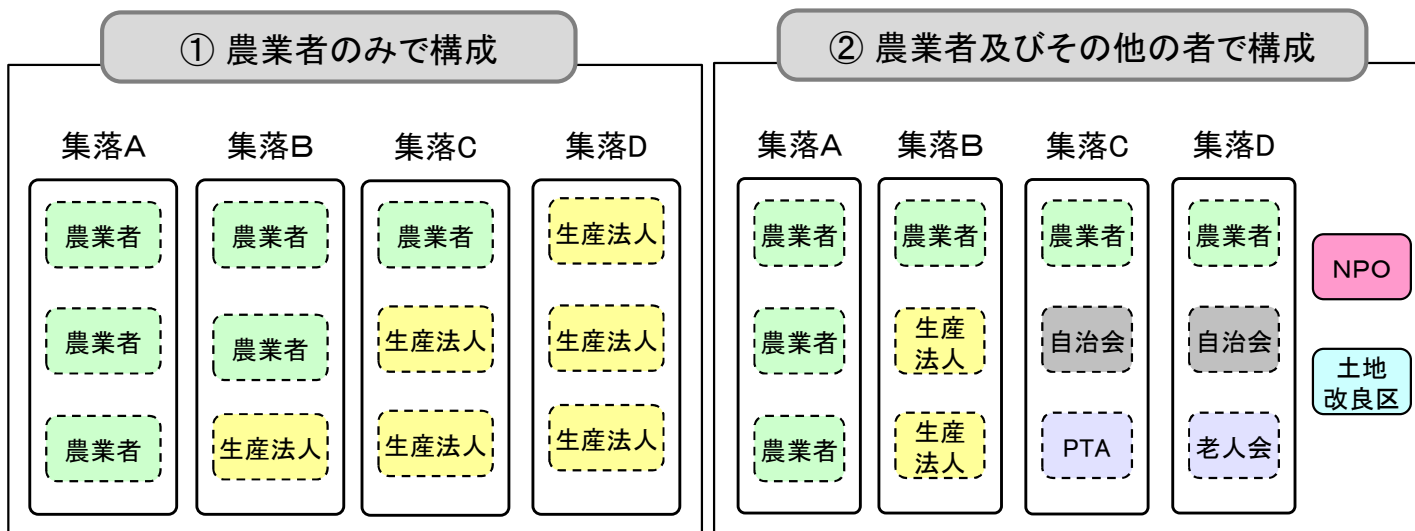 ① 農業者のみで構成
集落A
集落B
集落C
集落D
農業者
農業者
農業者
生産法人
農業者
農業者
生産法人
生産法人
農業者
生産法人
生産法人
生産法人
② 農業者及びその他の者で構成
集落A
集落B
集落C
集落D
農業者
農業者
農業者
農業者
NPO
農業者
生産
法人
自治会
自治会
土地
改良区
農業者
生産
法人
PTA
老人会